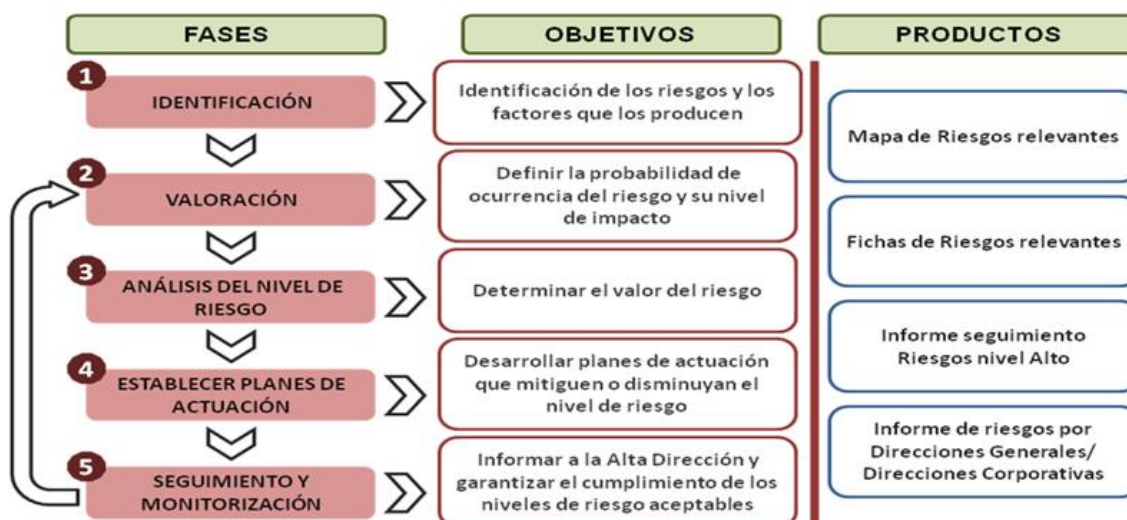 FASES
1
IDENTIFICACIÓN
2
VALORACIÓN
3
ANÁLISIS DEL NIVEL DE
RIESGO
4
ESTABLECER PLANES DE
ACTUACIÓN
5
SEGUIMIENTO Y
MONITORIZACIÓN
OBJETIVOS
Identificación de los riesgos y los
factores que los producen
Definir la probabilidad de
ocurrencia del riesgo y su nivel
de impacto
Determinar el valor del riesgo
Desarrollar planes de actuación
que mitiguen o disminuyan el
nivel de riesgo
Informar a la Alta Dirección y
garantizar el cumplimiento de los
niveles de riesgo aceptables
PRODUCTOS
Mapa de Riesgos relevantes
Fichas de Riesgos relevantes
Informe seguimiento
Riesgos nivel Alto
Informe de riesgos por
Direcciones Generales/
Direcciones Corporativas